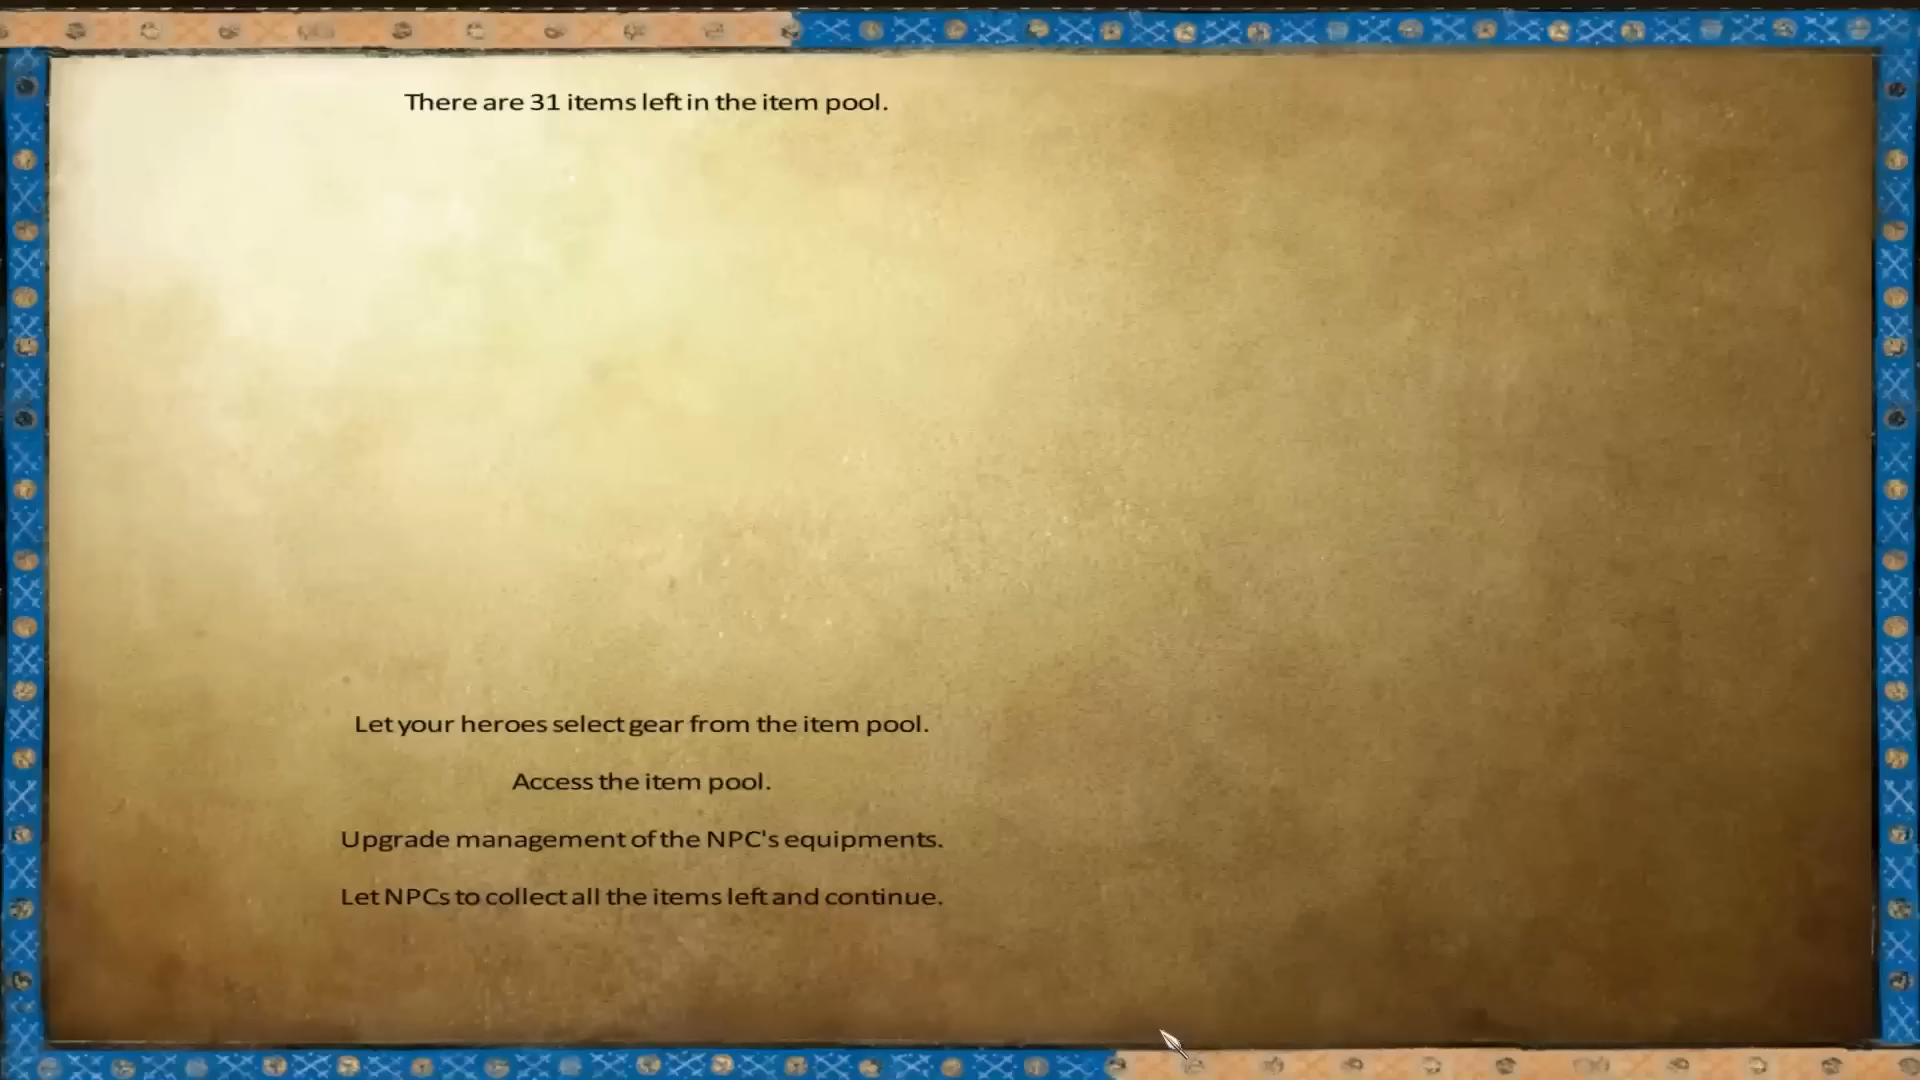 There are 31 items left in the item pool.
Let your heroes select gear from the item pool.
Access the item pool.
Upgrade management of the NPC's equipments.
Let NPCs to collect all the items left and continue.